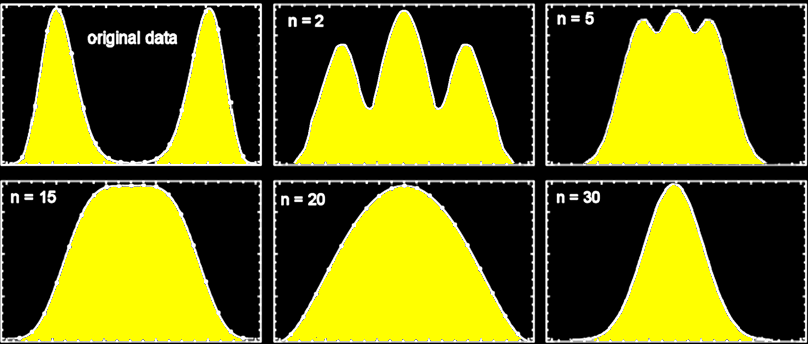 original data
n = 2
n = 5
n = 15
n = 20
n = 30